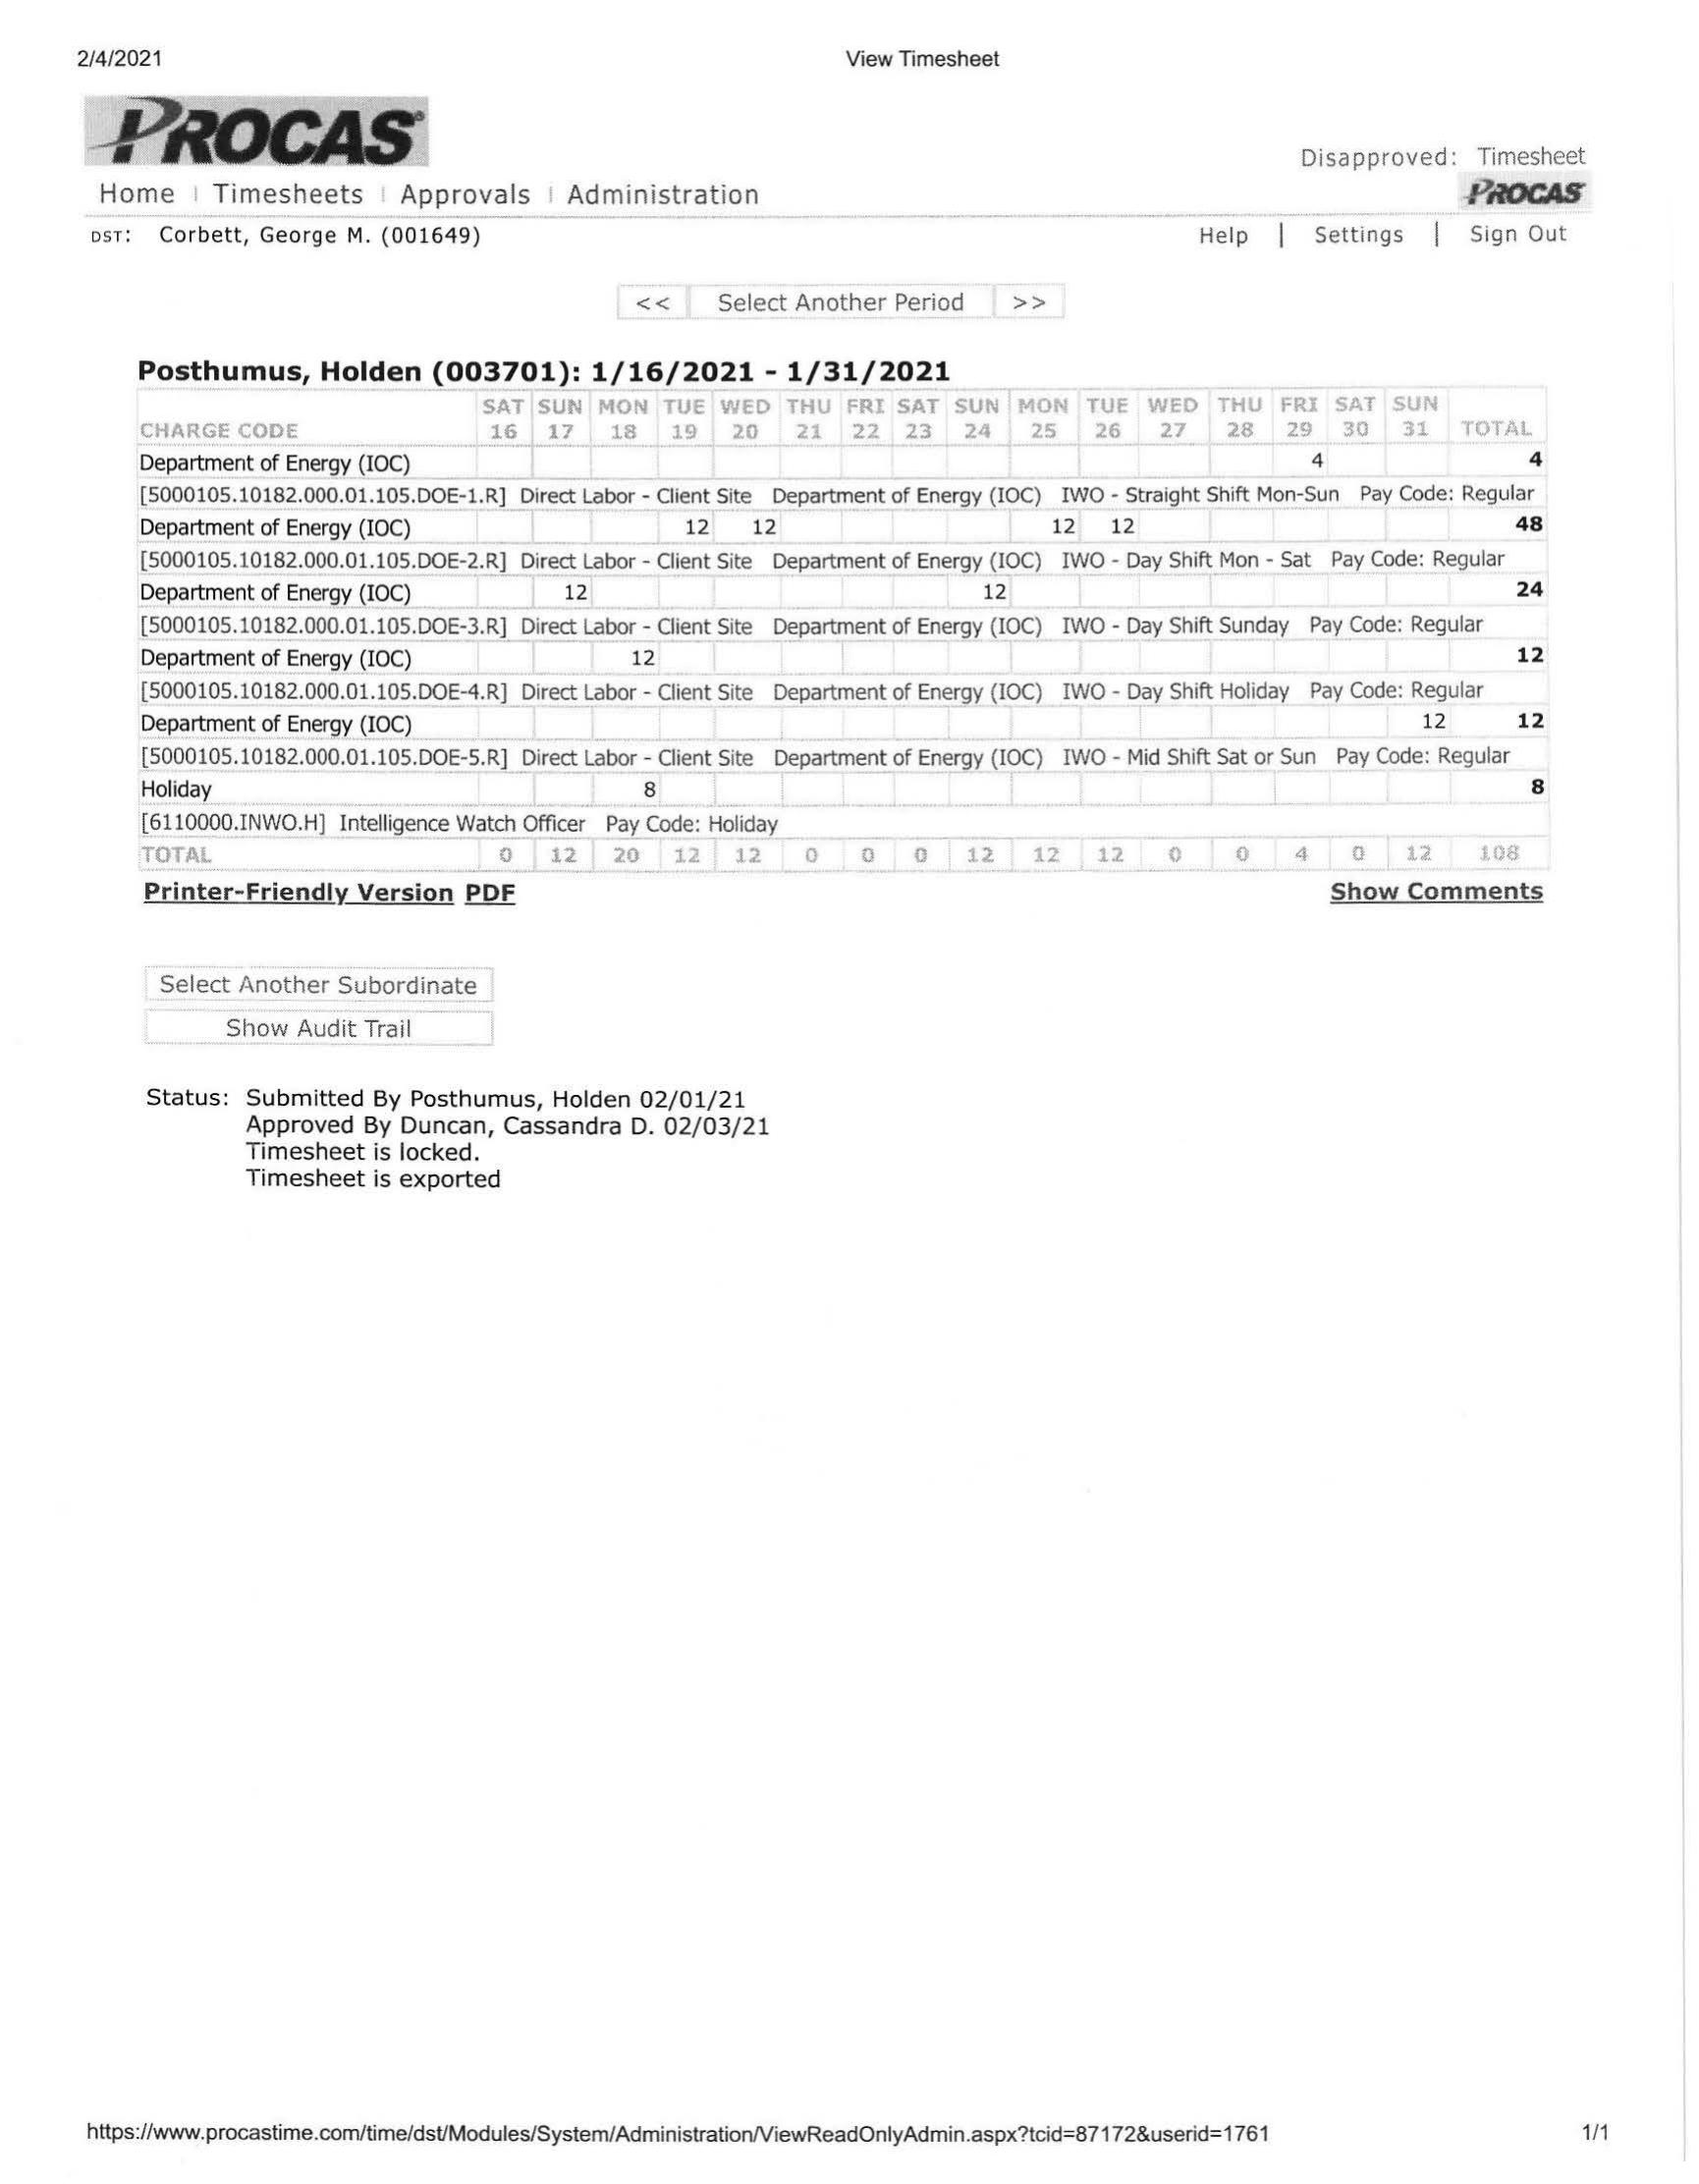 2/4/2021 View Timesheet
PROCAS®
Disapproved: Timesheet
Home | Timesheets | Approvals | Administration
PROCAS
DST: Corbett, George M. (001649) Help | Settings | Sign Out
<< Select Another Period >>
Posthumus, Holden (003701): 1/16/2021 - 1/31/2021
SAT SUN MON TUE WED THU FRI SAT SUN MON TUE WED THU FRI SAT SUN
CHARGE CODE 16 17 18 19 20 21 22 23 24 25 26 27 28 29 30 31 TOTAL
Department of Energy (IOC) 4 4
[5000105.10182.000.01.105.DOE-1.R] Direct Labor - Client Site Department of Energy (IOC) IWO - Straight Shift Mon-Sun Pay Code: Regular
Department of Energy (IOC) 12 12 12 12 48
[5000105.10182.000.01.105.DOE-2.R] Direct Labor - Client Site Department of Energy (IOC) IWO - Day Shift Mon - Sat Pay Code: Regular
Department of Energy (IOC) 12 12 24
[5000105.10182.000.01.105.DOE-3.R] Direct Labor - Client Site Department of Energy (IOC) IWO - Day Shift Sunday Pay Code: Regular
Department of Energy (IOC) 12 12
[5000105.10182.000.01.105.DOE-4.R] Direct Labor - Client Site Department of Energy (IOC) IWO - Day Shift Holiday Pay Code: Regular
Department of Energy (IOC) 12 12
[5000105.10182.000.01.105.DOE-5.R] Direct Labor - Client Site Department of Energy (IOC) IWO - Mid Shift Sat or Sun Pay Code: Regular
Holiday 8 8
[6110000.INWO.H] Intelligence Watch Officer Pay Code: Holiday
TOTAL 0 12 20 12 12 0 0 0 12 12 12 0 0 4 0 12 108
Printer-Friendly Version PDF Show Comments
Select Another Subordinate
Show Audit Trail
Status: Submitted By Posthumus, Holden 02/01/21
Approved By Duncan, Cassandra D. 02/03/21
Timesheet is locked.
Timesheet is exported
https://www.procastime.com/time/dst/Modules/System/Administration/ViewReadOnlyAdmin.aspx?tcid=87172&userid=1761 1/1